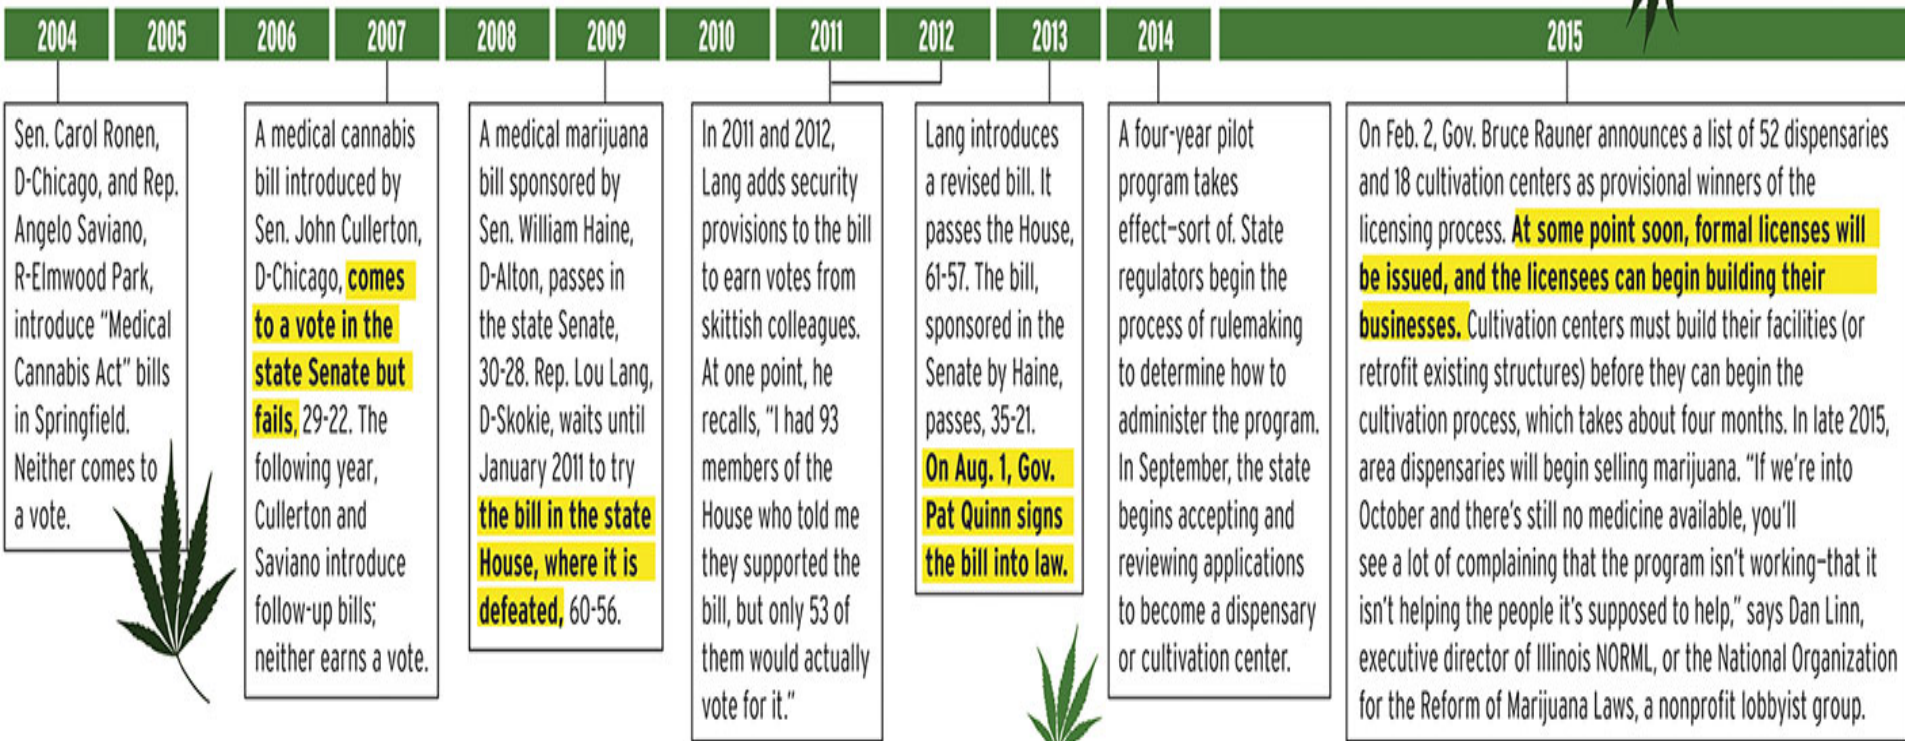 2004 2005 2006 2007 2008 2009 2010 2011 2012 2013 2014 2015
Sen. Carol Ronen,
D-Chicago, and Rep.
Angelo Saviano,
R-Elmwood Park,
introduce “Medical
Cannabis Act” bills
in Springfield.
Neither comes to
a vote.
A medical cannabis
bill introduced by
Sen. John Cullerton,
D-Chicago, comes
to a vote in the
state Senate but
fails, 29-22. The
following year,
Cullerton and
Saviano introduce
follow-up bills;
neither earns a vote.
A medical marijuana
bill sponsored by
Sen. William Haine,
D-Alton, passes in
the state Senate,
30-28. Rep. Lou Lang,
D-Skokie, waits until
January 2011 to try
the bill in the state
House, where it is
defeated, 60-56.
In 2011 and 2012,
Lang adds security
provisions to the bill
to earn votes from
skittish colleagues.
At one point, he
recalls, “I had 93
members of the
House who told me
they supported the
bill, but only 53 of
them would actually
vote for it.”
Lang introduces
a revised bill. It
passes the House,
61-57. The bill,
sponsored in the
Senate by Haine,
passes, 35-21.
On Aug. 1, Gov.
Pat Quinn signs
the bill into law.
A four-year pilot
program takes
effect–sort of. State
regulators begin the
process of rulemaking
to determine how to
administer the program.
In September, the state
begins accepting and
reviewing applications
to become a dispensary
or cultivation center.
On Feb. 2, Gov. Bruce Rauner announces a list of 52 dispensaries
and 18 cultivation centers as provisional winners of the
licensing process. At some point soon, formal licenses will
be issued, and the licensees can begin building their
businesses. Cultivation centers must build their facilities (or
retrofit existing structures) before they can begin the
cultivation process, which takes about four months. In late 2015,
area dispensaries will begin selling marijuana. “If we’re into
October and there’s still no medicine available, you’ll
see a lot of complaining that the program isn’t working–that it
isn’t helping the people it’s supposed to help,” says Dan Linn,
executive director of Illinois NORML, or the National Organization
for the Reform of Marijuana Laws, a nonprofit lobbyist group.